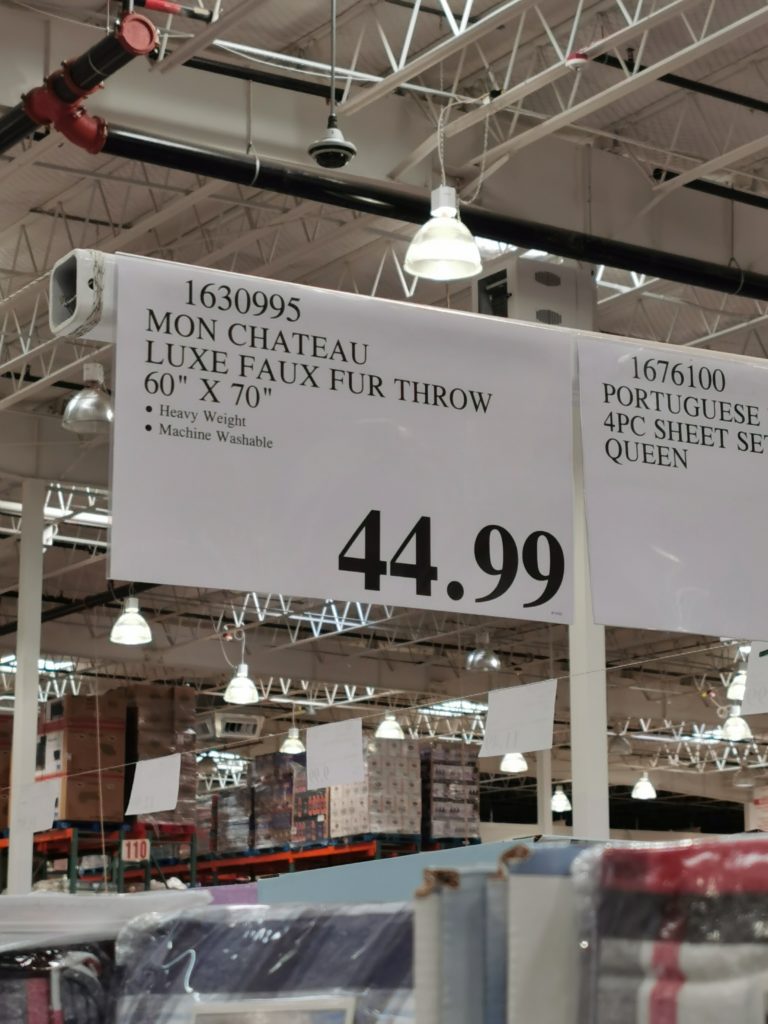 1630995
MON CHATEAU
LUXE FAUX FUR THROW
60" X 70"
• Heavy Weight
• Machine Washable
44.99
1676100
PORTUGUESE
4PC SHEET SET
QUEEN
110